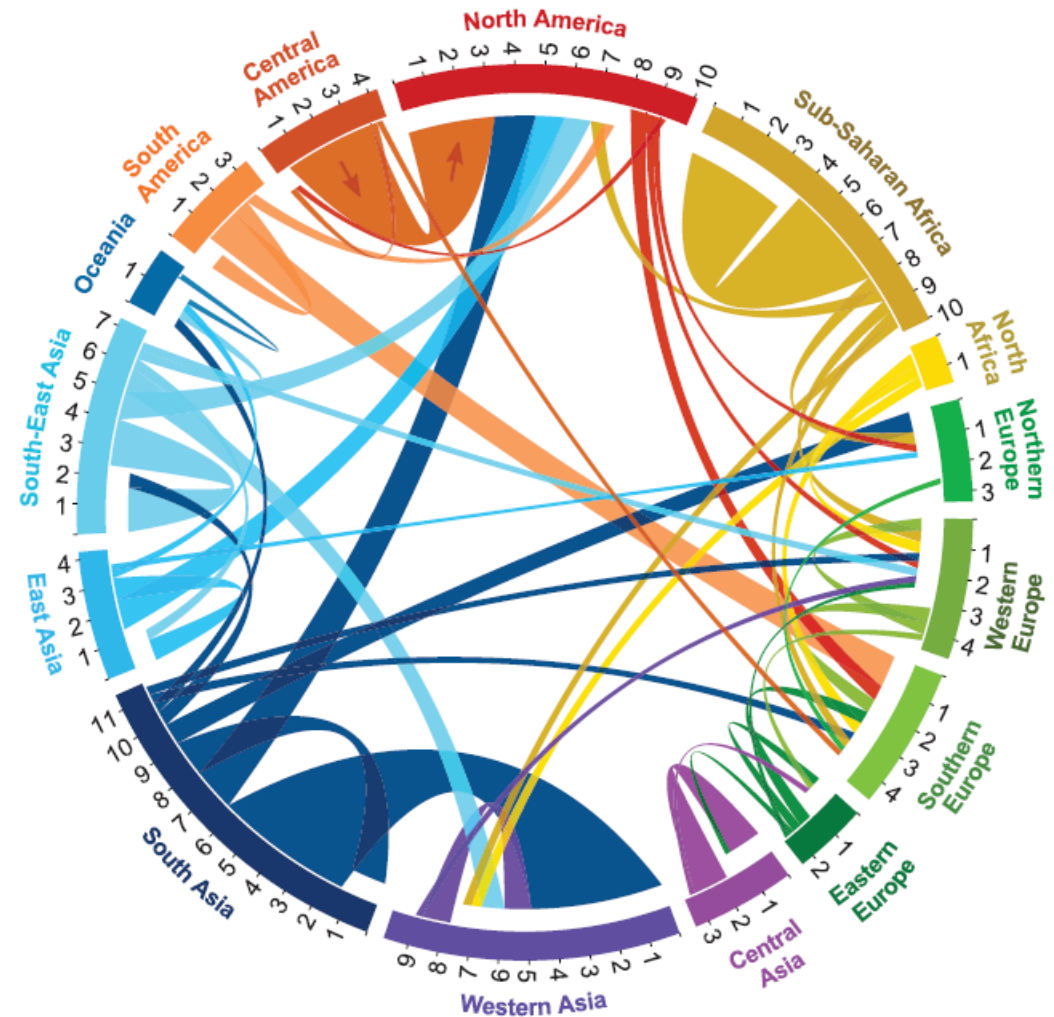 North America
1 2 3 4 5 6 7 8 9 10
Sub-Saharan Africa
1 2 3 4 5 6 7 8 9 10
North
Africa
1
Northern
Europe
1 2 3
Western
Europe
1 2 3 4
Southern
Europe
1 2 3 4
Eastern
Europe
1 2
Central
Asia
1 2 3
Western Asia
1 2 3 4 5 6 7 8 9
South Asia
1 2 3 4 5 6 7 8 9 10 11
East Asia
1 2 3 4
South-East Asia
1 2 3 4 5 6 7
Oceania
1
South
America
1 2 3
Central
America
1 2 3 4